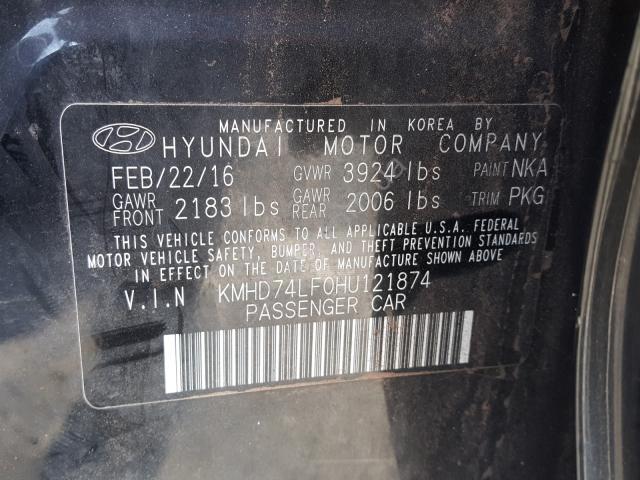 MANUFACTURED IN KOREA BY
HYUNDAI MOTOR COMPANY
FEB/22/16 GVWR 3924 lbs PAINT NKA
GAWR FRONT 2183 lbs GAWR REAR 2006 lbs TRIM PKG
THIS VEHICLE CONFORMS TO ALL APPLICABLE U.S.A. FEDERAL
MOTOR VEHICLE SAFETY, BUMPER, AND THEFT PREVENTION STANDARDS
IN EFFECT ON THE DATE OF MANUFACTURE SHOWN ABOVE.
V.I.N KMHD74LF0HU121874
PASSENGER CAR